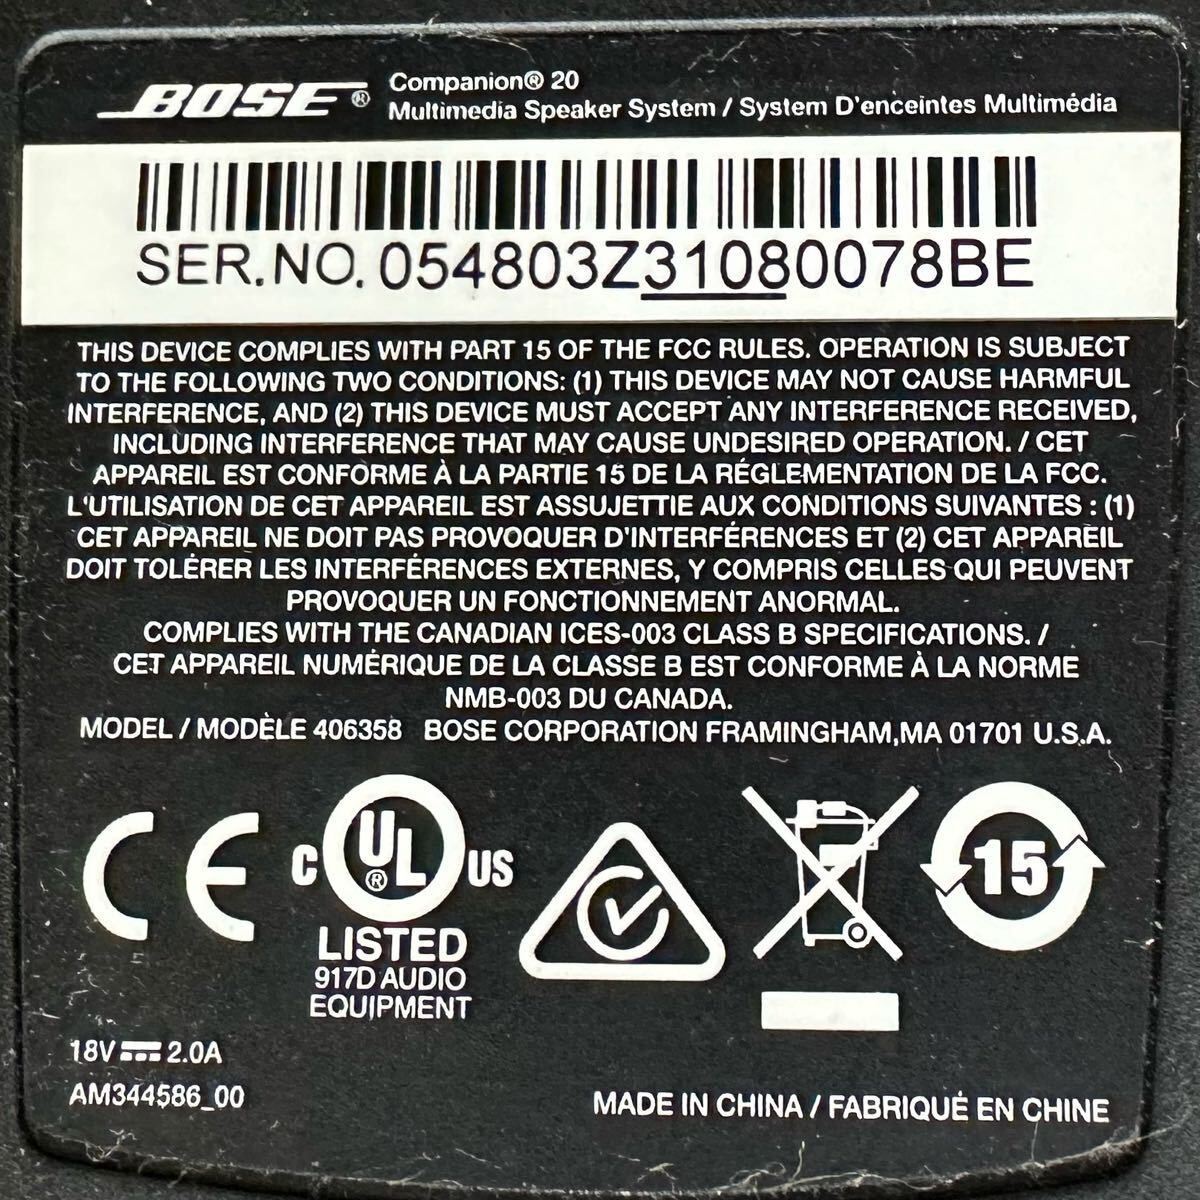 BOSE® Companion® 20
Multimedia Speaker System / System D'enceintes Multimédia
SER.NO. 054803Z31080078BE
THIS DEVICE COMPLIES WITH PART 15 OF THE FCC RULES. OPERATION IS SUBJECT
TO THE FOLLOWING TWO CONDITIONS: (1) THIS DEVICE MAY NOT CAUSE HARMFUL
INTERFERENCE, AND (2) THIS DEVICE MUST ACCEPT ANY INTERFERENCE RECEIVED,
INCLUDING INTERFERENCE THAT MAY CAUSE UNDESIRED OPERATION. / CET
APPAREIL EST CONFORME À LA PARTIE 15 DE LA RÉGLEMENTATION DE LA FCC.
L'UTILISATION DE CET APPAREIL EST ASSUJETTIE AUX CONDITIONS SUIVANTES : (1)
CET APPAREIL NE DOIT PAS PROVOQUER D'INTERFÉRENCES ET (2) CET APPAREIL
DOIT TOLÉRER LES INTERFÉRENCES EXTERNES, Y COMPRIS CELLES QUI PEUVENT
PROVOQUER UN FONCTIONNEMENT ANORMAL.
COMPLIES WITH THE CANADIAN ICES-003 CLASS B SPECIFICATIONS. /
CET APPAREIL NUMÉRIQUE DE LA CLASSE B EST CONFORME À LA NORME
NMB-003 DU CANADA.
MODEL / MODÈLE 406358 BOSE CORPORATION FRAMINGHAM,MA 01701 U.S.A.
CE
C UL® US
LISTED
917D AUDIO
EQUIPMENT
15
18V 2.0A
AM344586_00
MADE IN CHINA / FABRIQUÉ EN CHINE